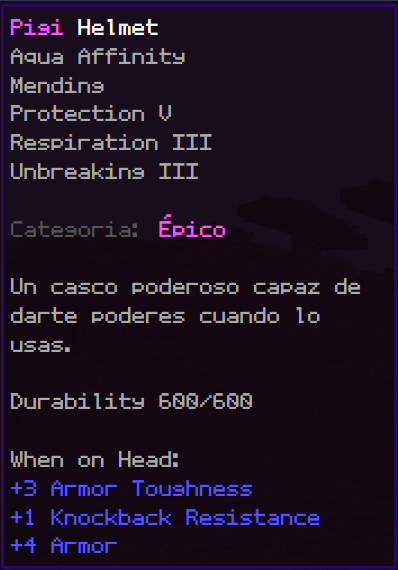 Pigi Helmet
Aqua Affinity
Mending
Protection V
Respiration III
Unbreaking III
Categoria: Épico
Un casco poderoso capaz de
darte poderes cuando lo
usas.
Durability 600/600
When on Head:
+3 Armor Toughness
+1 Knockback Resistance
+4 Armor